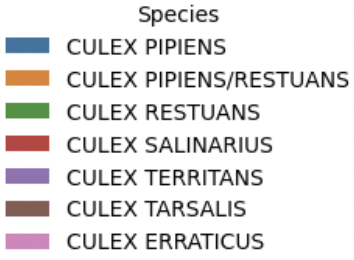 Species
CULEX PIPIENS
CULEX PIPIENS/RESTUANS
CULEX RESTUANS
CULEX SALINARIUS
CULEX TERRITANS
CULEX TARSALIS
CULEX ERRATICUS